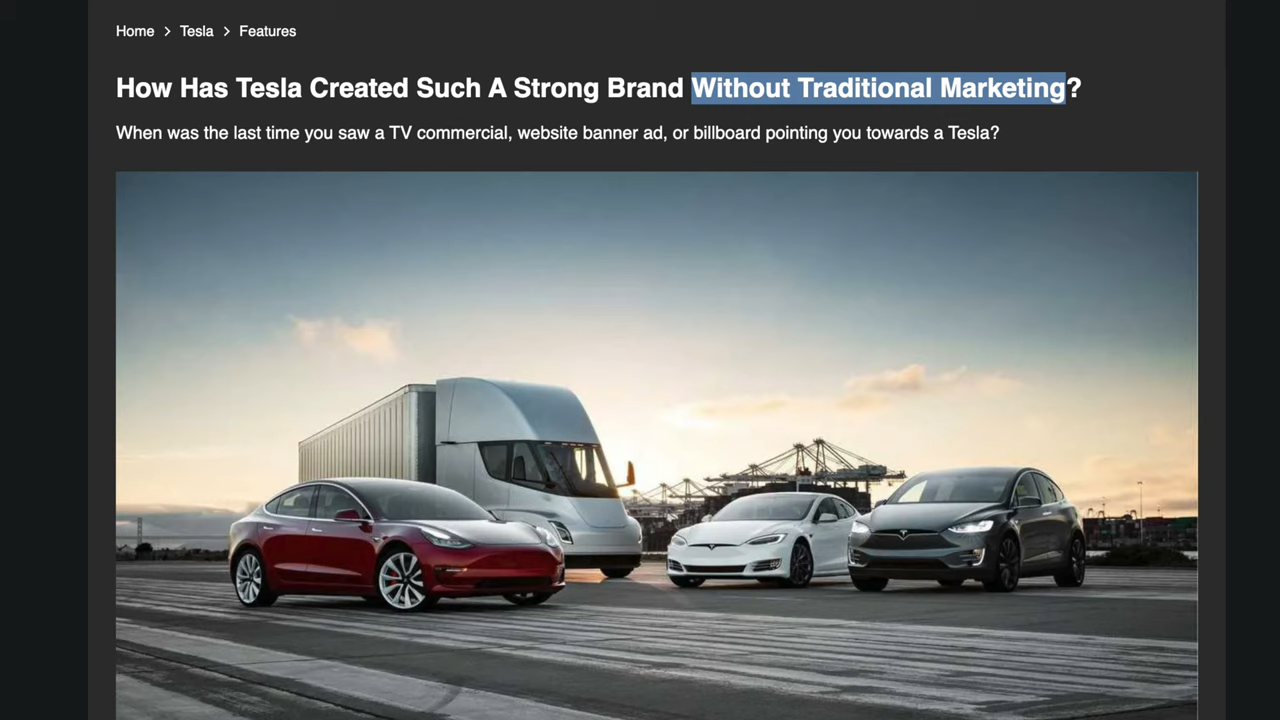 Home > Tesla > Features
How Has Tesla Created Such A Strong Brand Without Traditional Marketing?
When was the last time you saw a TV commercial, website banner ad, or billboard pointing you towards a Tesla?